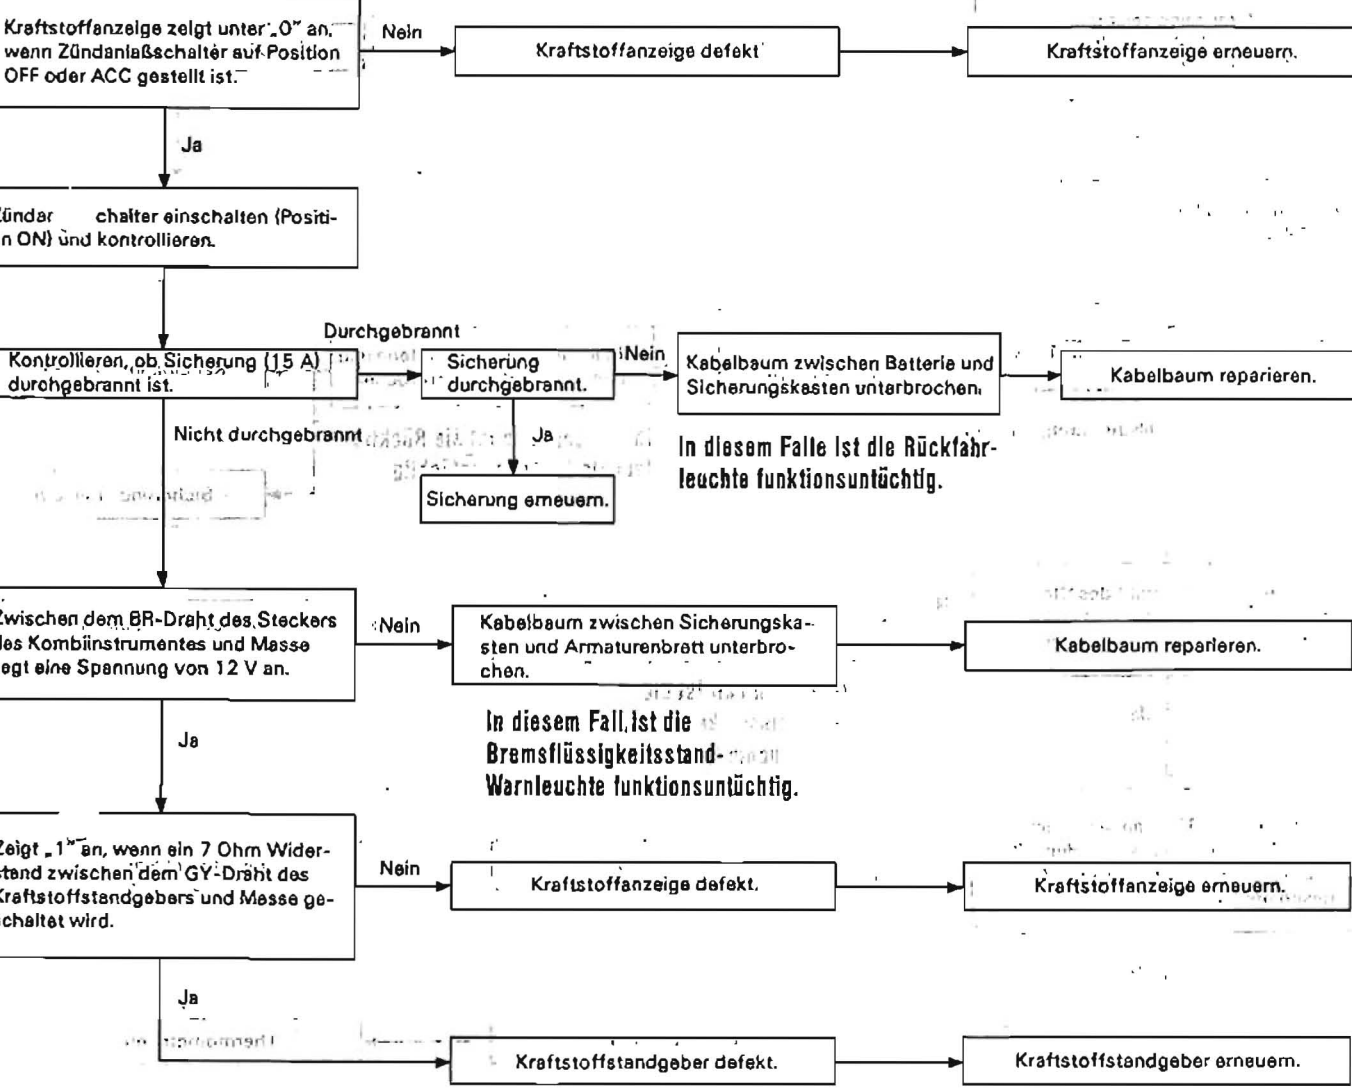 Kraftstoffanzeige zeigt unter „0" an,
wenn Zündanlaßschalter auf Position
OFF oder ACC gestellt ist.
Nein
Kraftstoffanzeige defekt
Kraftstoffanzeige erneuern.
Ja
chalter einschalten (Positi-
n ON) und kontrollieren.
Durchgebrannt
Kontrollieren, ob Sicherung (15 A)
durchgebrannt ist.
Sicherung
durchgebrannt.
Nein
Kabelbaum zwischen Batterie und
Sicherungskasten unterbrochen.
Kabelbaum reparieren.
Nicht durchgebrannt
Ja
In diesem Falle ist die Rückfahr-
leuchte funktionsuntüchtig.
Sicherung erneuern.
Zwischen dem BR-Draht des Steckers
des Kombiinstrumentes und Masse
egt eine Spannung von 12 V an.
Nein
Kabelbaum zwischen Sicherungska-
sten und Armaturenbrett unterbro-
chen.
Kabelbaum reparieren.
Ja
In diesem Fall ist die
Bremsflüssigkeitsstand-
Warnleuchte funktionsuntüchtig.
Zeigt „1" an, wenn ein 7 Ohm Wider-
stand zwischen dem GY-Draht des
Kraftstoffstandgebers und Masse ge-
schaltet wird.
Nein
Kraftstoffanzeige defekt.
Kraftstoffanzeige erneuern.
Ja
Kraftstoffstandgeber defekt.
Kraftstoffstandgeber erneuern.